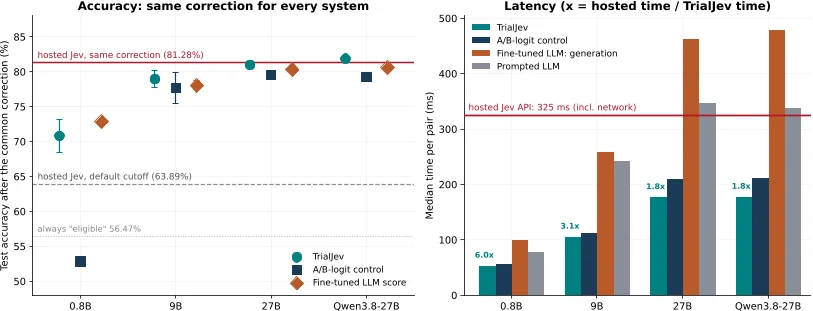 Accuracy: same correction for every system
Test accuracy after the common correction (%)
85
80
75
70
65
60
55
50
hosted Jev, same correction (81.28%)
hosted Jev, default cutoff (63.89%)
always "eligible" 56.47%
TrialJev
A/B-logit control
Fine-tuned LLM score
0.8B
9B
27B
Qwen3.8-27B
Latency (x = hosted time / TrialJev time)
Median time per pair (ms)
500
400
300
200
100
0
TrialJev
A/B-logit control
Fine-tuned LLM: generation
Prompted LLM
hosted Jev API: 325 ms (incl. network)
6.0x
3.1x
1.8x
1.8x
0.8B
9B
27B
Qwen3.8-27B